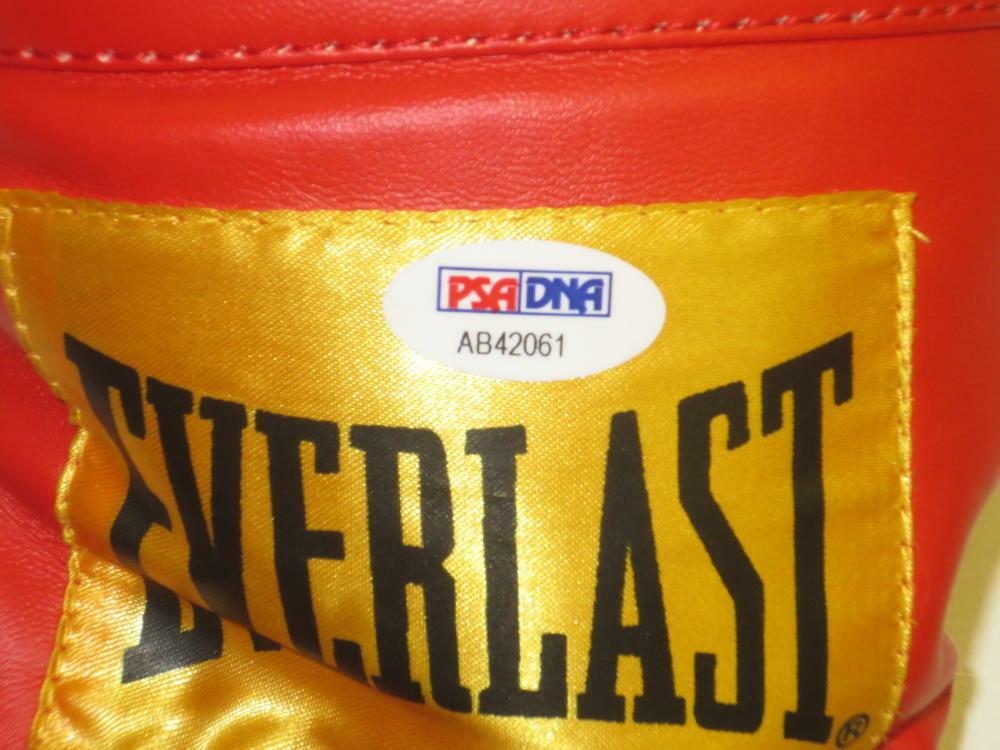 PSA DNA
AB42061
EVERLAST
®